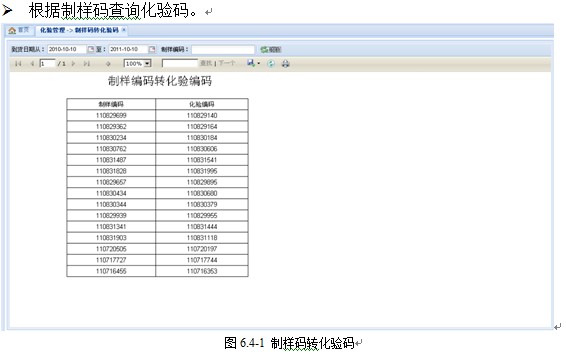 根据制样码查询化验码。
首页 化验管理 -> 制样码转化验码
到货日期从: 2010-10-10 至: 2011-10-10 制样编码: 刷新
1 / 1 100% 查找 | 下一个
制样编码转化验编码
制样编码 化验编码
110829699 110829140
110829362 110829164
110830234 110830184
110830762 110830606
110831487 110831541
110831828 110831995
110829657 110829895
110830434 110830680
110830344 110830379
110829939 110829955
110831341 110831444
110831903 110831118
110720505 110720197
110717727 110717744
110716455 110716353
图 6.4-1 制样码转化验码